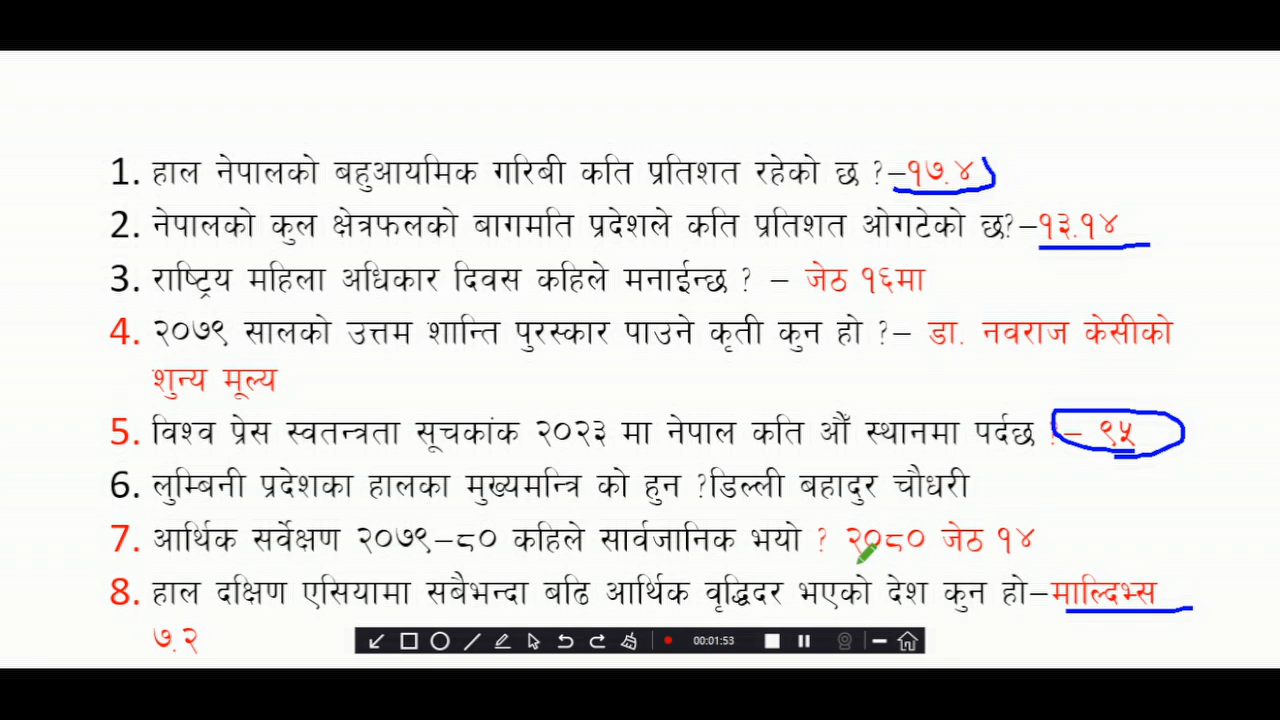 1. हाल नेपालको बहुआयमिक गरिबी कति प्रतिशत रहेको छ ?–१७.४
2. नेपालको कुल क्षेत्रफलको बागमति प्रदेशले कति प्रतिशत ओगटेको छ?–१३.१४
3. राष्ट्रिय महिला अधिकार दिवस कहिले मनाईन्छ ? – जेठ १६मा
4. २०७९ सालको उत्तम शान्ति पुरस्कार पाउने कृती कुन हो ?– डा. नवराज केसीको
शुन्य मूल्य
5. विश्व प्रेस स्वतन्त्रता सूचकांक २०२३ मा नेपाल कति औँ स्थानमा पर्दछ ?– ९५
6. लुम्बिनी प्रदेशका हालका मुख्यमन्त्रि को हुन ?डिल्ली बहादुर चौधरी
7. आर्थिक सर्वेक्षण २०७९–८० कहिले सार्वजानिक भयो ? २०८० जेठ १४
8. हाल दक्षिण एसियामा सबैभन्दा बढि आर्थिक वृद्धिदर भएको देश कुन हो–माल्दिभ्स
७.२
00:01:53